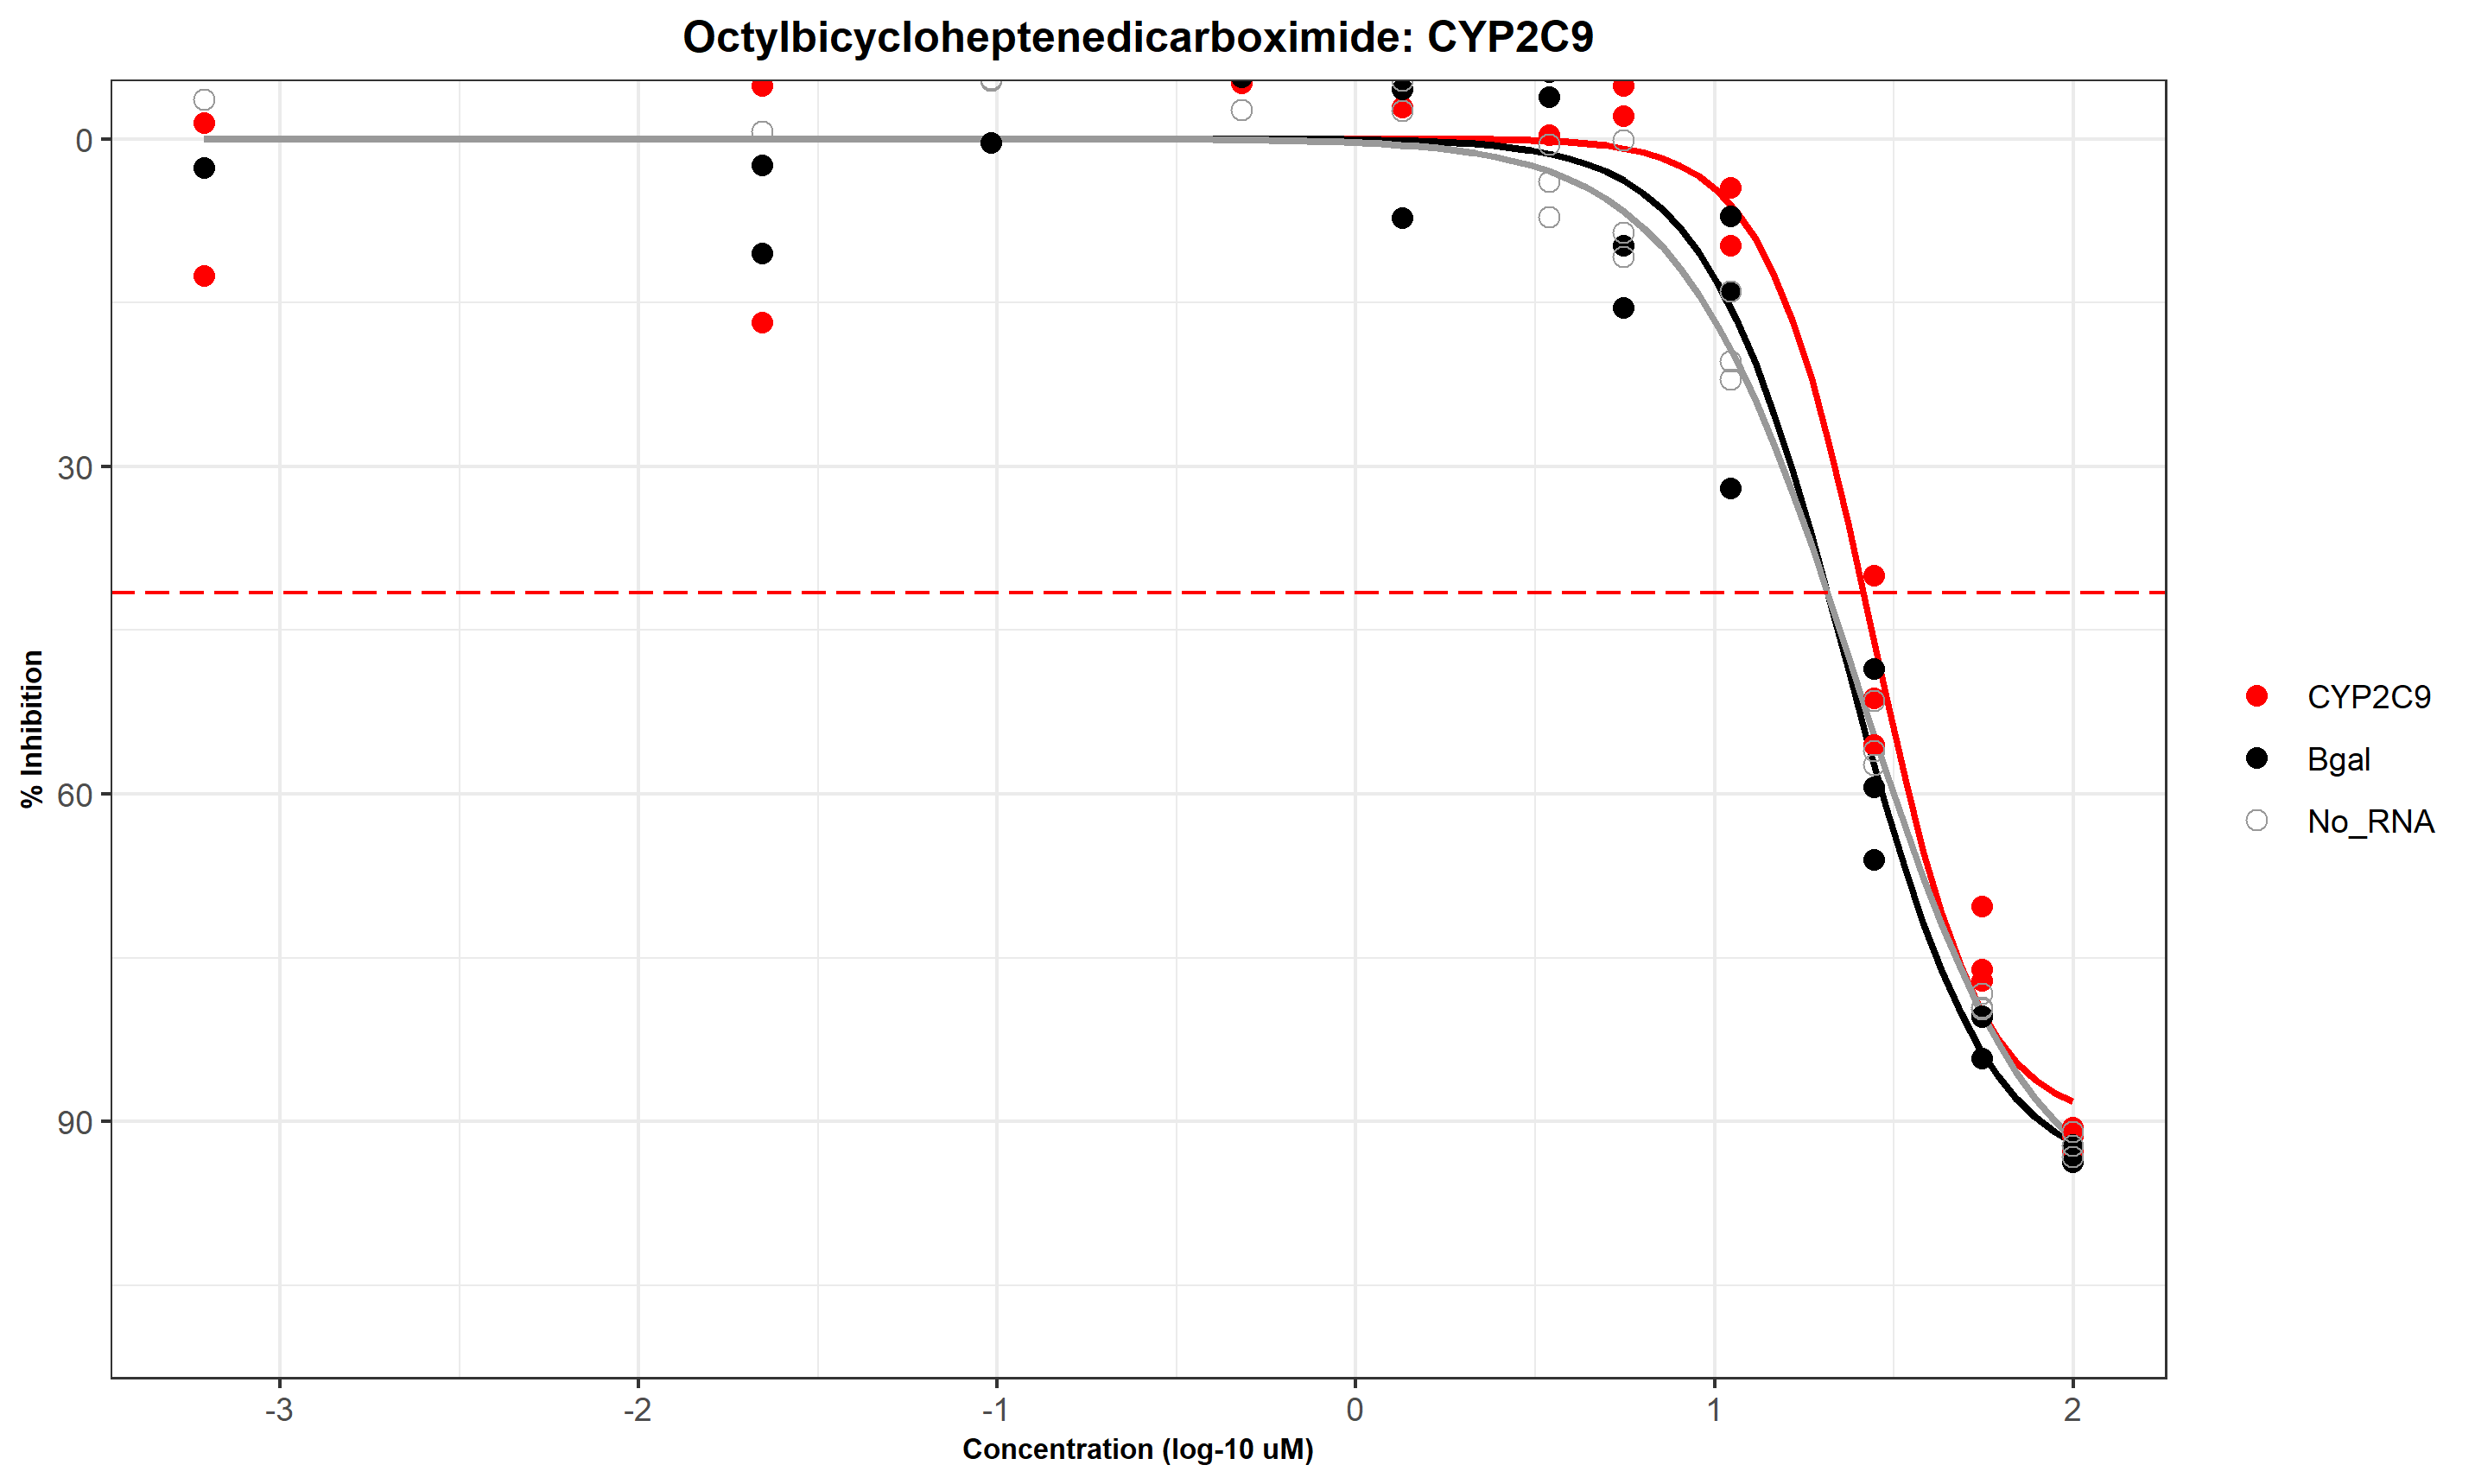 Octylbicycloheptenedicarboximide: CYP2C9
% Inhibition
0
30
60
90
-3
-2
-1
0
1
2
Concentration (log-10 uM)
CYP2C9
Bgal
No_RNA